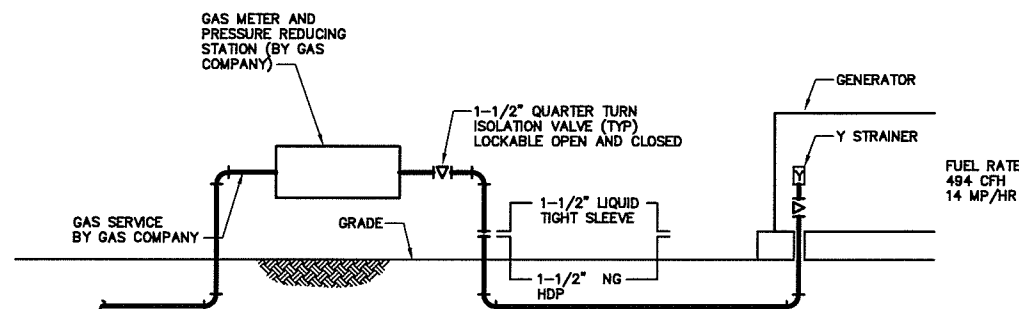 GAS METER AND
PRESSURE REDUCING
STATION (BY GAS
COMPANY)
1-1/2" QUARTER TURN
ISOLATION VALVE (TYP)
LOCKABLE OPEN AND CLOSED
GENERATOR
Y STRAINER
Y
FUEL RATE
494 CFH
14 MP/HR
GAS SERVICE
BY GAS COMPANY
GRADE
1-1/2" LIQUID
TIGHT SLEEVE
1-1/2" NG
HDP